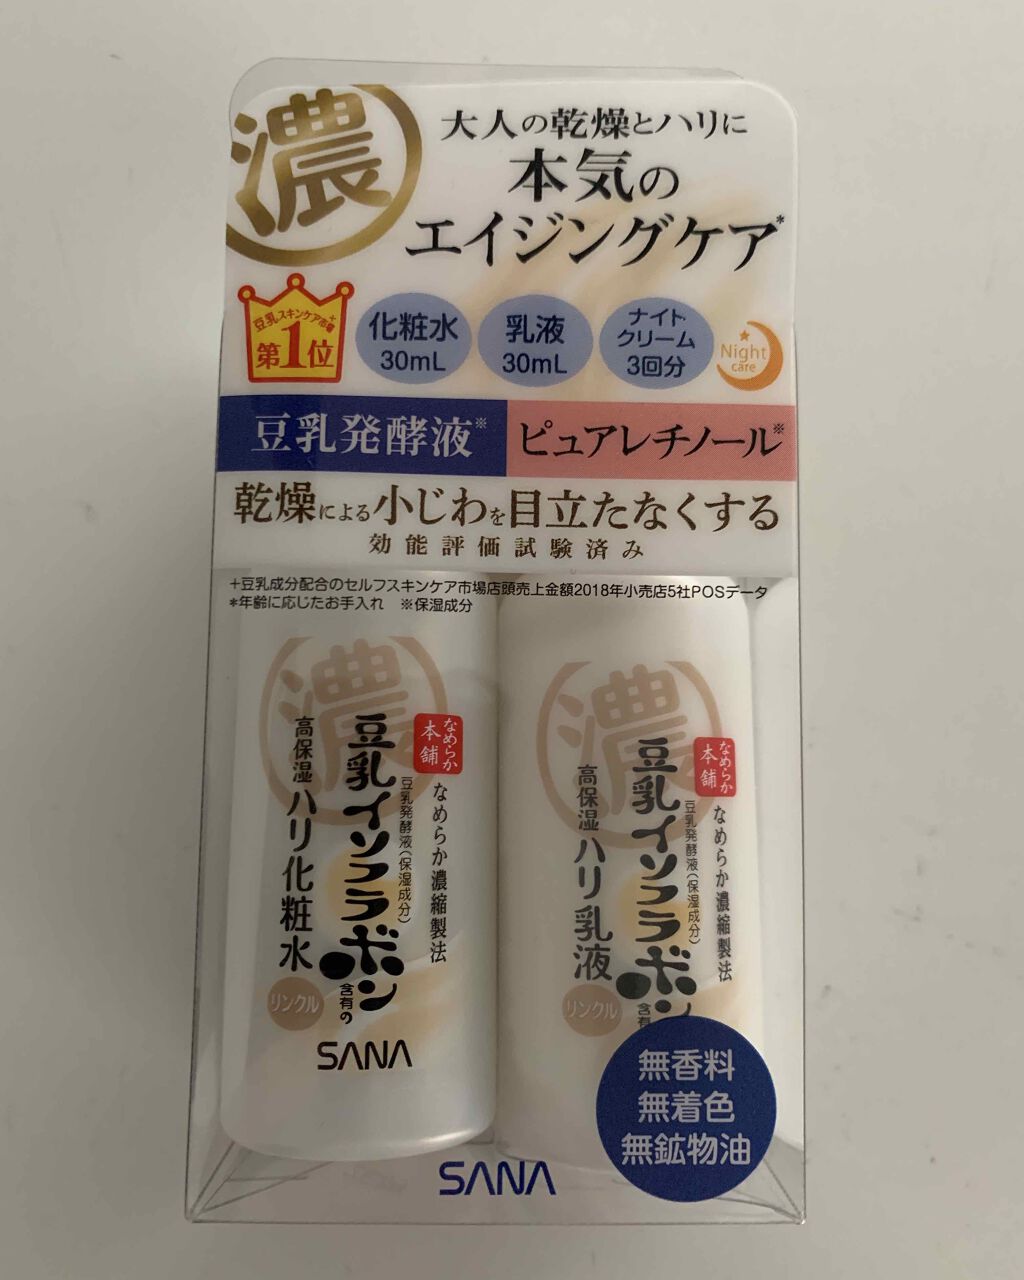 濃
大人の乾燥とハリに
本気の
エイジングケア*
豆乳スキンケア市場+
第1位
化粧水
30mL
乳液
30mL
ナイト
クリーム
3回分
Night
care
豆乳発酵液※
ピュアレチノール※
乾燥による小じわを目立たなくする
効能評価試験済み
+豆乳成分配合のセルフスキンケア市場店頭売上金額2018年小売店5社POSデータ
*年齢に応じたお手入れ ※保湿成分
濃
なめらか
本舗
なめらか濃縮製法
豆乳発酵液(保湿成分)
豆乳イソフラボン
含有の
高保湿ハリ化粧水
リンクル
SANA
濃
なめらか
本舗
なめらか濃縮製法
豆乳発酵液(保湿成分)
豆乳イソフラボン
含有
高保湿ハリ乳液
リンクル
無香料
無着色
無鉱物油
SANA